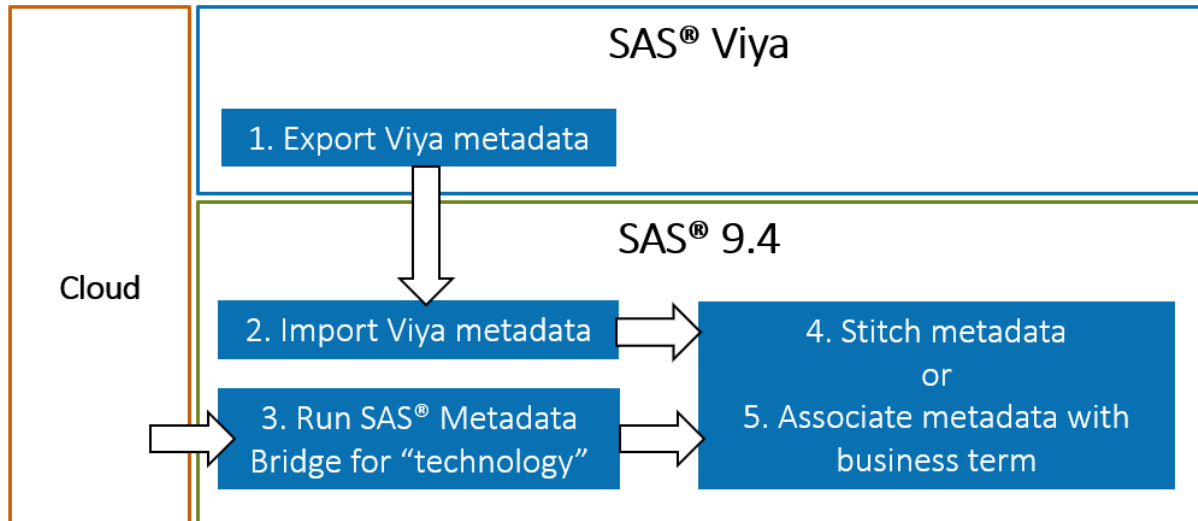 SAS® Viya
1. Export Viya metadata
SAS® 9.4
Cloud
2. Import Viya metadata
3. Run SAS® Metadata
Bridge for “technology”
4. Stitch metadata
or
5. Associate metadata with
business term